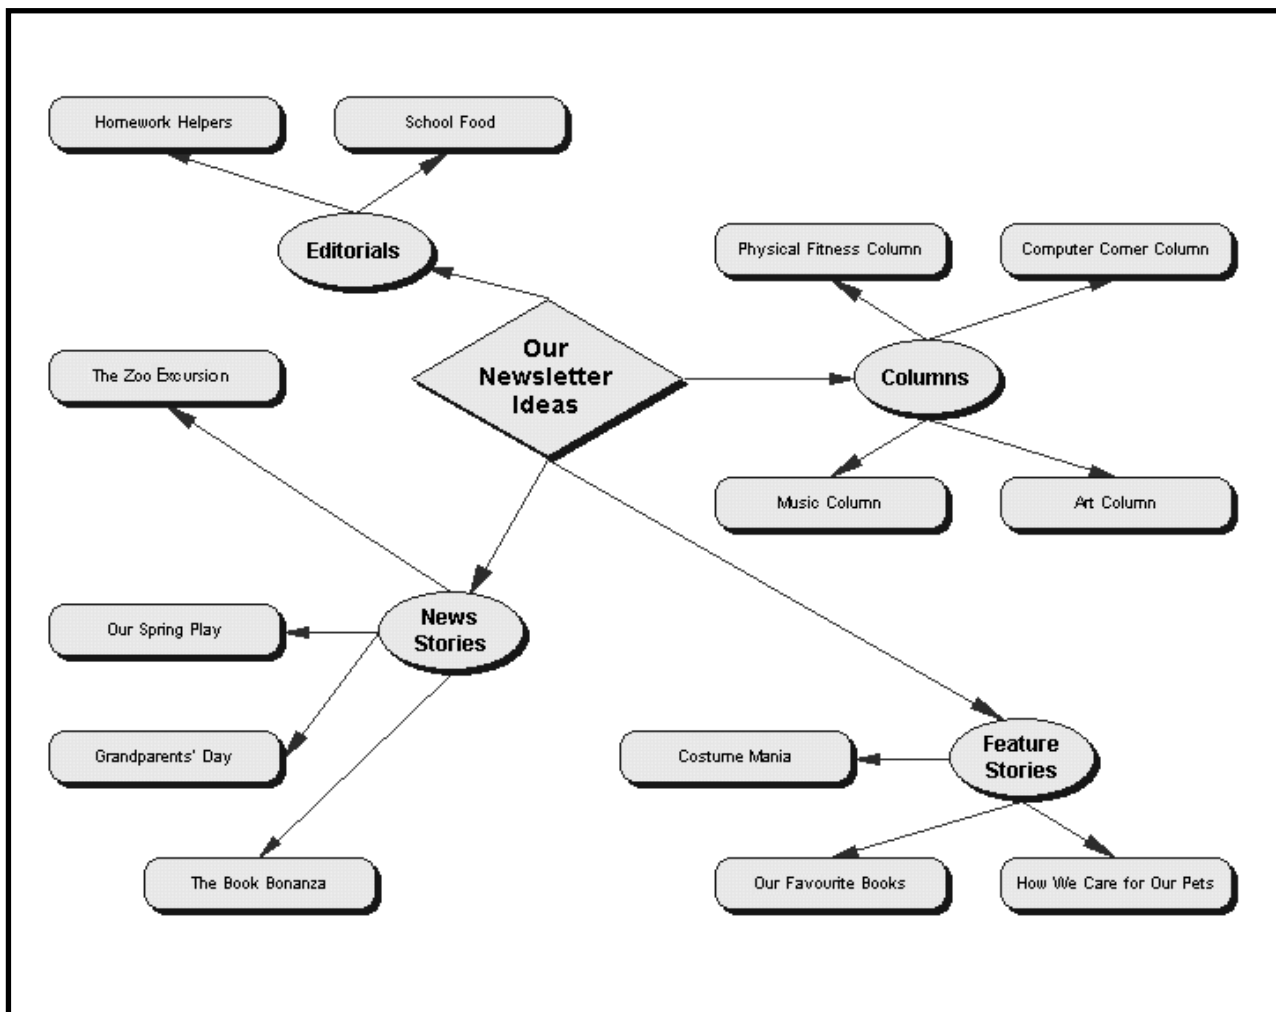 Homework Helpers
School Food
Editorials
Physical Fitness Column
Computer Corner Column
Our
Newsletter
Ideas
Columns
The Zoo Excursion
Music Column
Art Column
News
Stories
Our Spring Play
Grandparents' Day
The Book Bonanza
Feature
Stories
Costume Mania
Our Favourite Books
How We Care for Our Pets